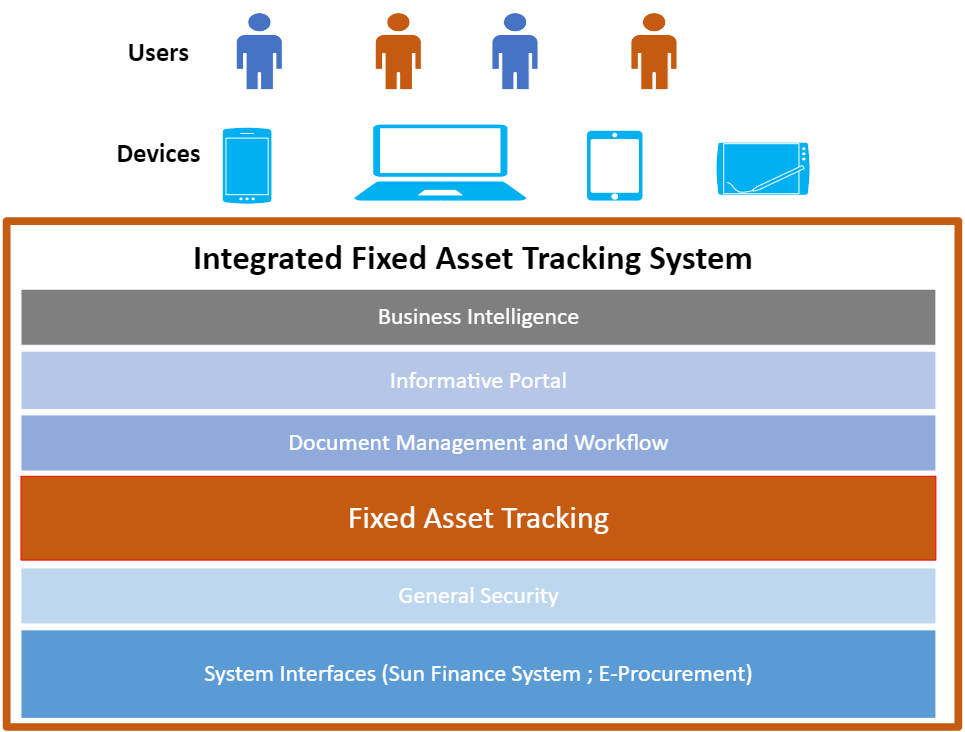 Users
Devices
Integrated Fixed Asset Tracking System
Business Intelligence
Informative Portal
Document Management and Workflow
Fixed Asset Tracking
General Security
System Interfaces (Sun Finance System ; E-Procurement)